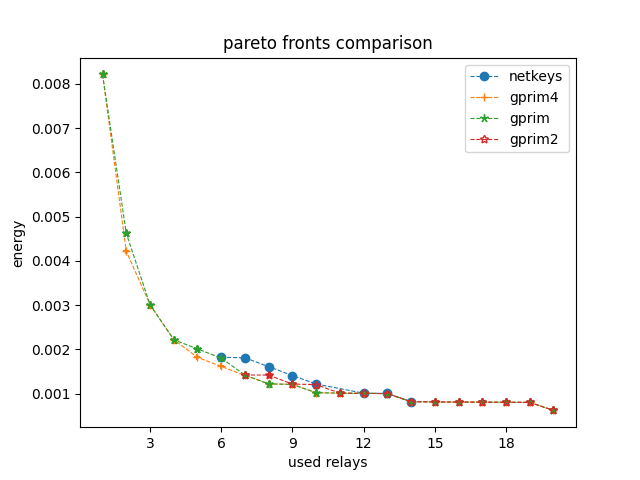 pareto fronts comparison
netkeys
gprim4
gprim
gprim2
0.008
0.007
0.006
0.005
0.004
0.003
0.002
0.001
energy
3 6 9 12 15 18
used relays